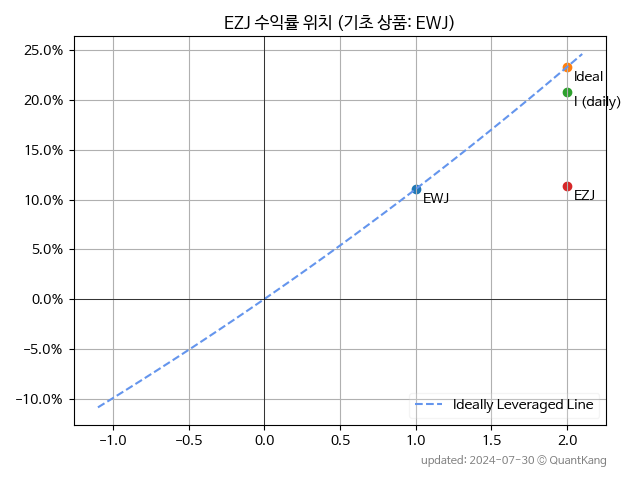 EZJ 수익률 위치 (기초 상품: EWJ)
25.0%
20.0%
15.0%
10.0%
5.0%
0.0%
−5.0%
−10.0%
Ideal
I (daily)
EZJ
EWJ
Ideally Leveraged Line
−1.0 −0.5 0.0 0.5 1.0 1.5 2.0
updated: 2024-07-30 © QuantKang